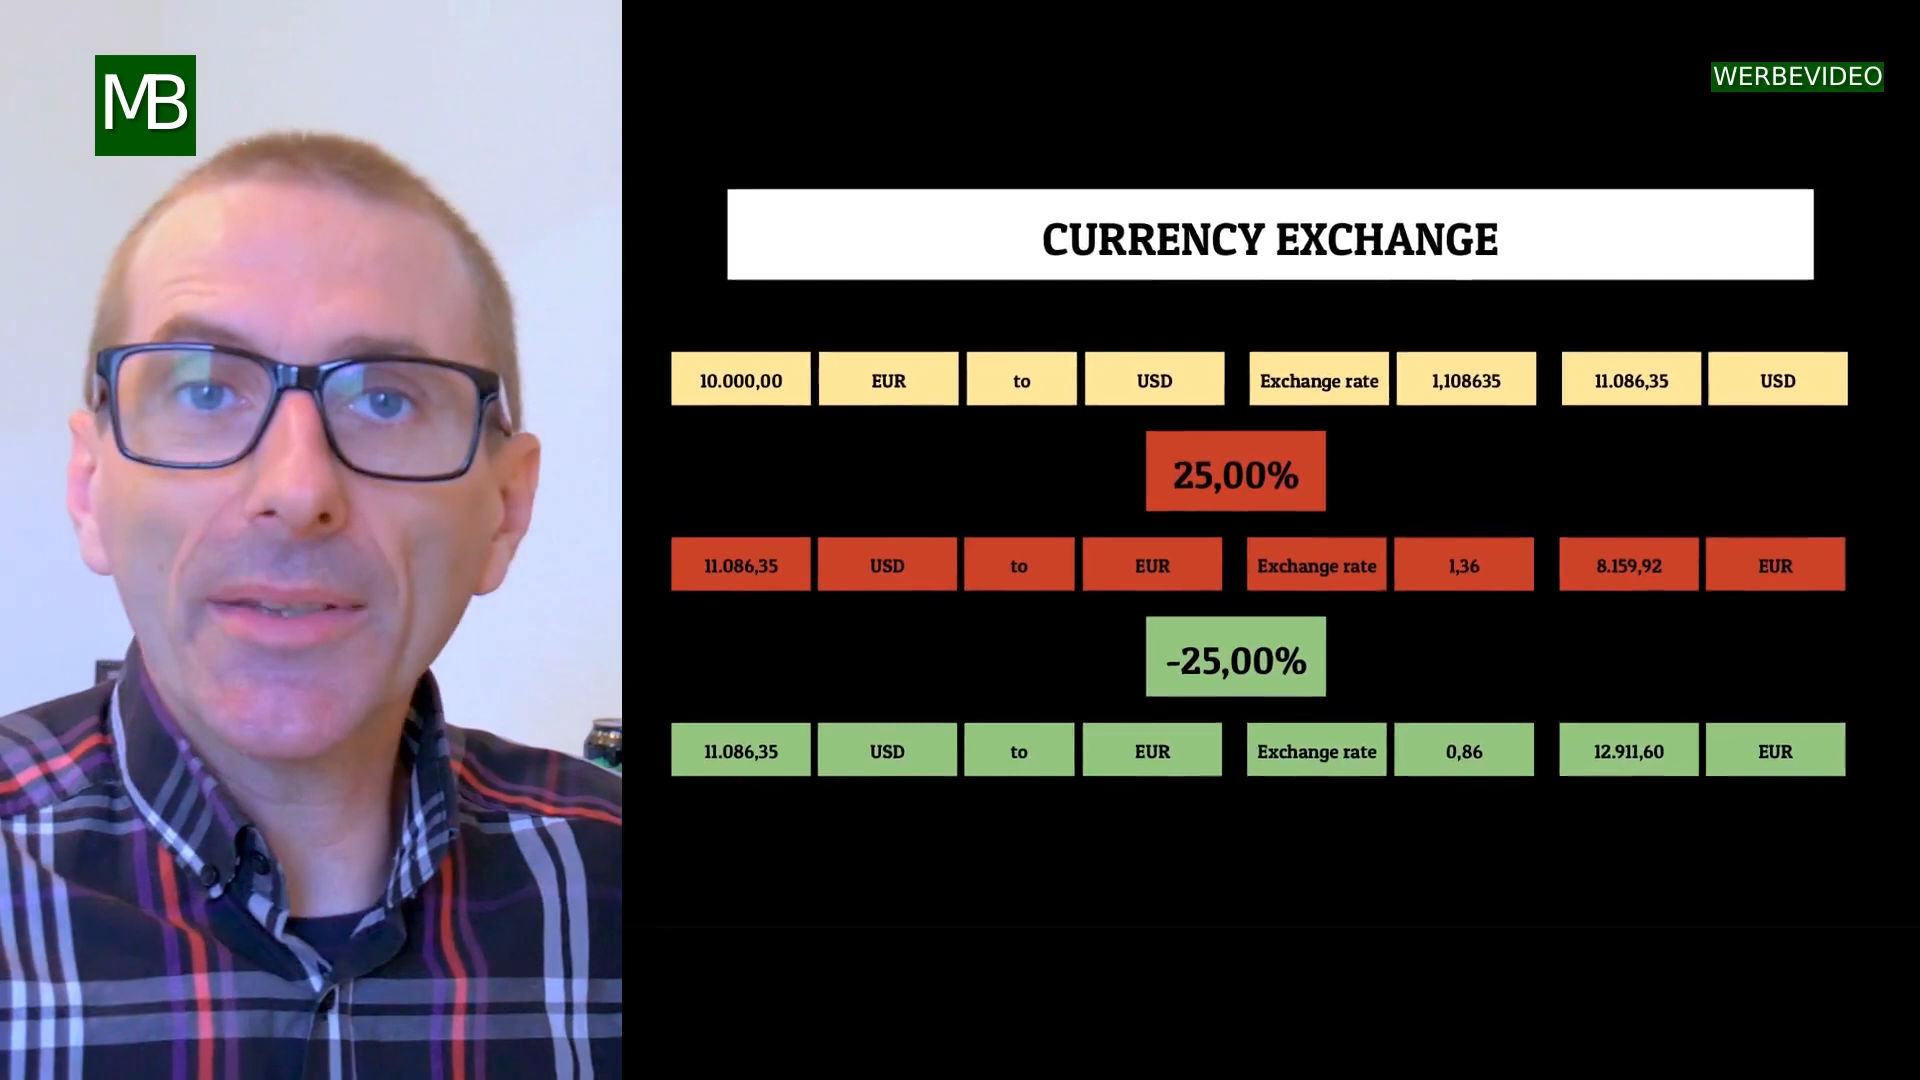 MB
WERBEVIDEO
CURRENCY EXCHANGE
10.000,00 EUR to USD Exchange rate 1,108635 11.086,35 USD
25,00%
11.086,35 USD to EUR Exchange rate 1,36 8.159,92 EUR
-25,00%
11.086,35 USD to EUR Exchange rate 0,86 12.911,60 EUR